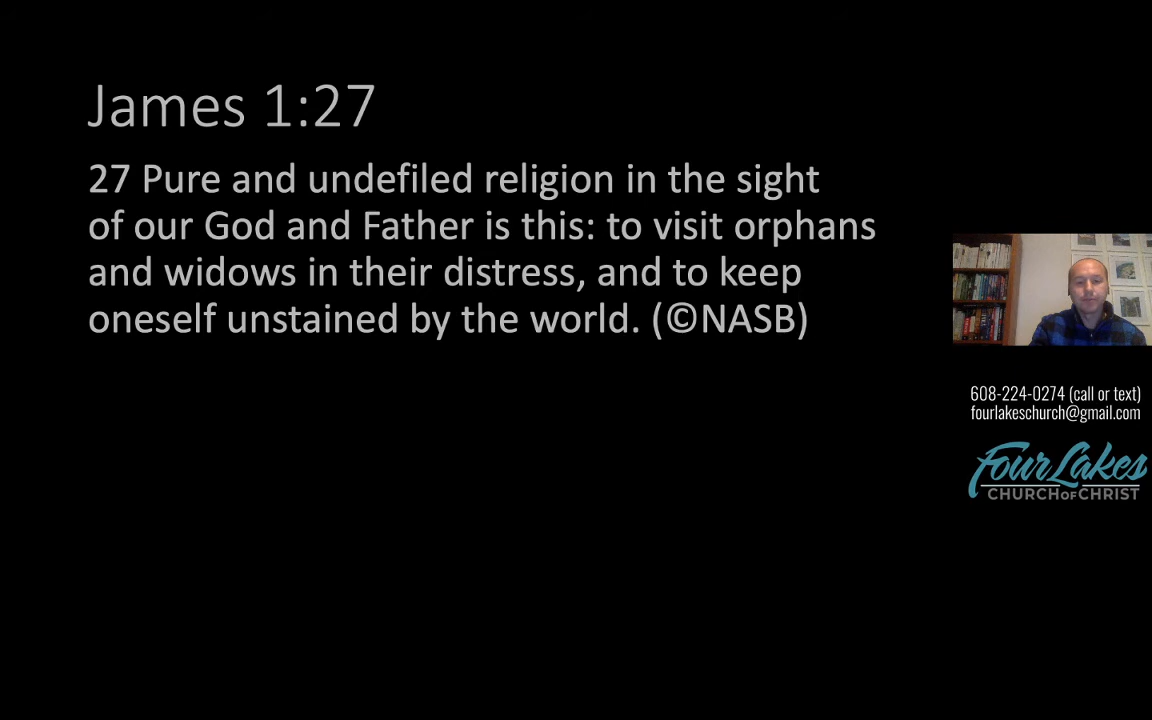 James 1:27
27 Pure and undefiled religion in the sight
of our God and Father is this: to visit orphans
and widows in their distress, and to keep
oneself unstained by the world. (©NASB)
608-224-0274 (call or text)
fourlakeschurch@gmail.com
Four Lakes
CHURCH OF CHRIST